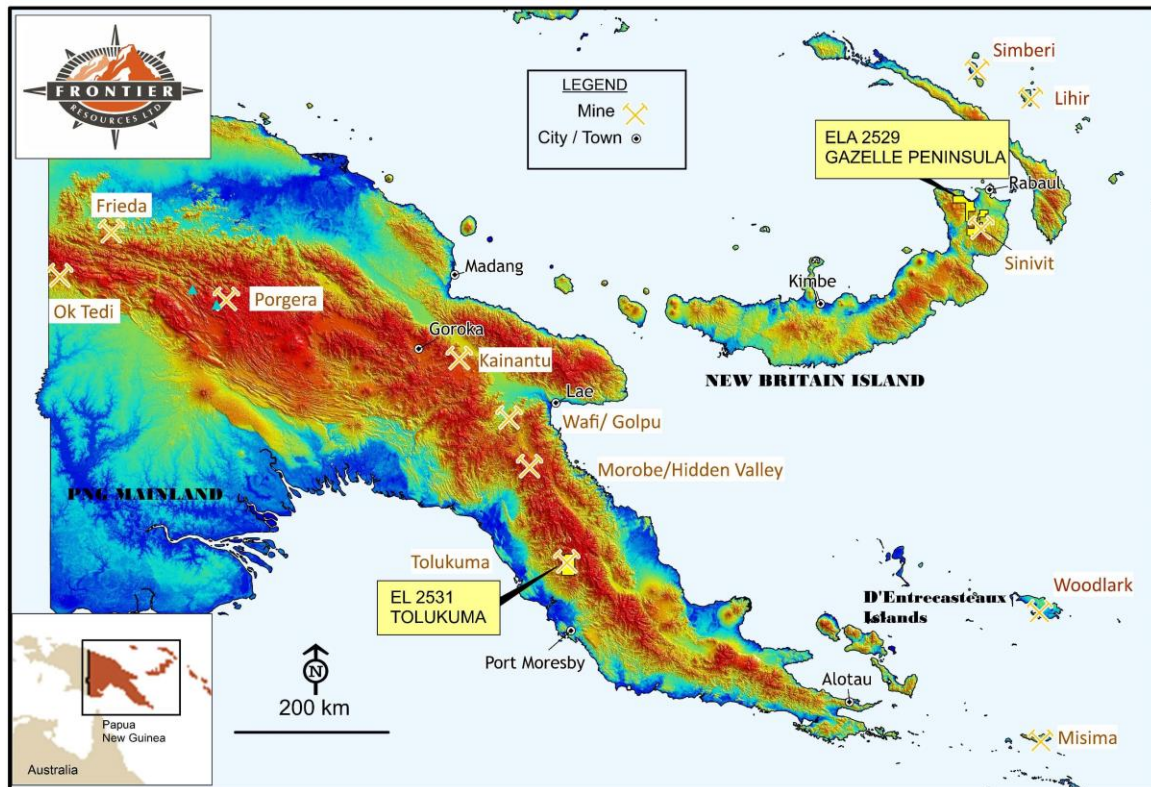 FRONTIER
RESOURCES LTD
LEGEND
Mine
City / Town
Simberi
Lihir
ELA 2529
GAZELLE PENINSULA
Rabaul
Sinivit
Kimbe
NEW BRITAIN ISLAND
Frieda
Madang
Ok Tedi
Porgera
Goroka
Kainantu
Lae
Wafi/ Golpu
Morobe/Hidden Valley
PNG MAINLAND
Tolukuma
EL 2531
TOLUKUMA
Woodlark
D'Entrecasteaux
Islands
Port Moresby
Alotau
Misima
N
200 km
Papua
New Guinea
Australia